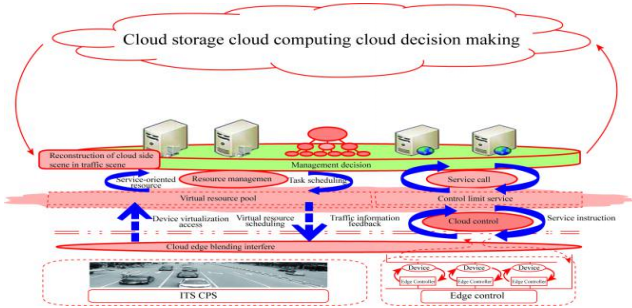 Cloud storage cloud computing cloud decision making
Reconstruction of cloud side
scene in traffic scene
Management decision
Service-oriented
resource
Resource managemen
Task scheduling
Service call
Virtual resource pool
Control limit service
Device virtualization
access
Virtual resource
scheduling
Traffic information
feedback
Cloud control
Service instruction
Cloud edge blending interfere
Device
Device
Device
Edge Controller
Edge Controller
Edge Controller
ITS CPS
Edge control